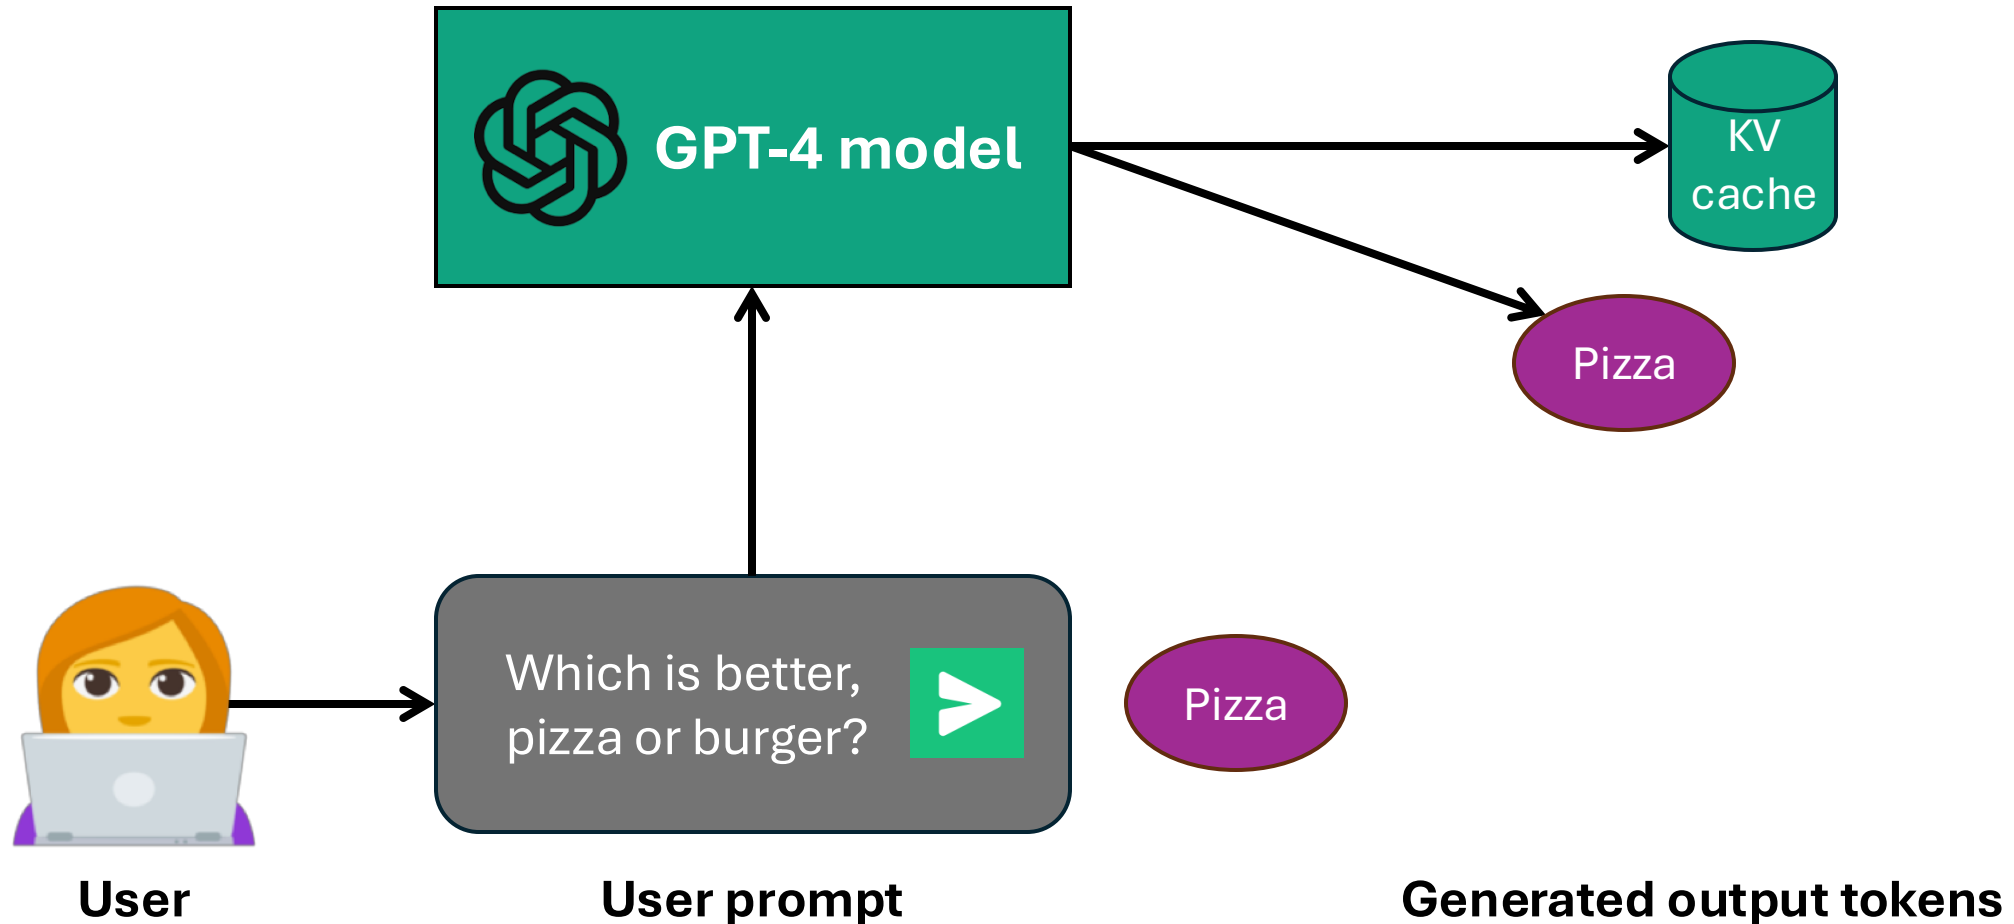 GPT-4 model
KV
cache
Pizza
Which is better,
pizza or burger?
Pizza
User
User prompt
Generated output tokens